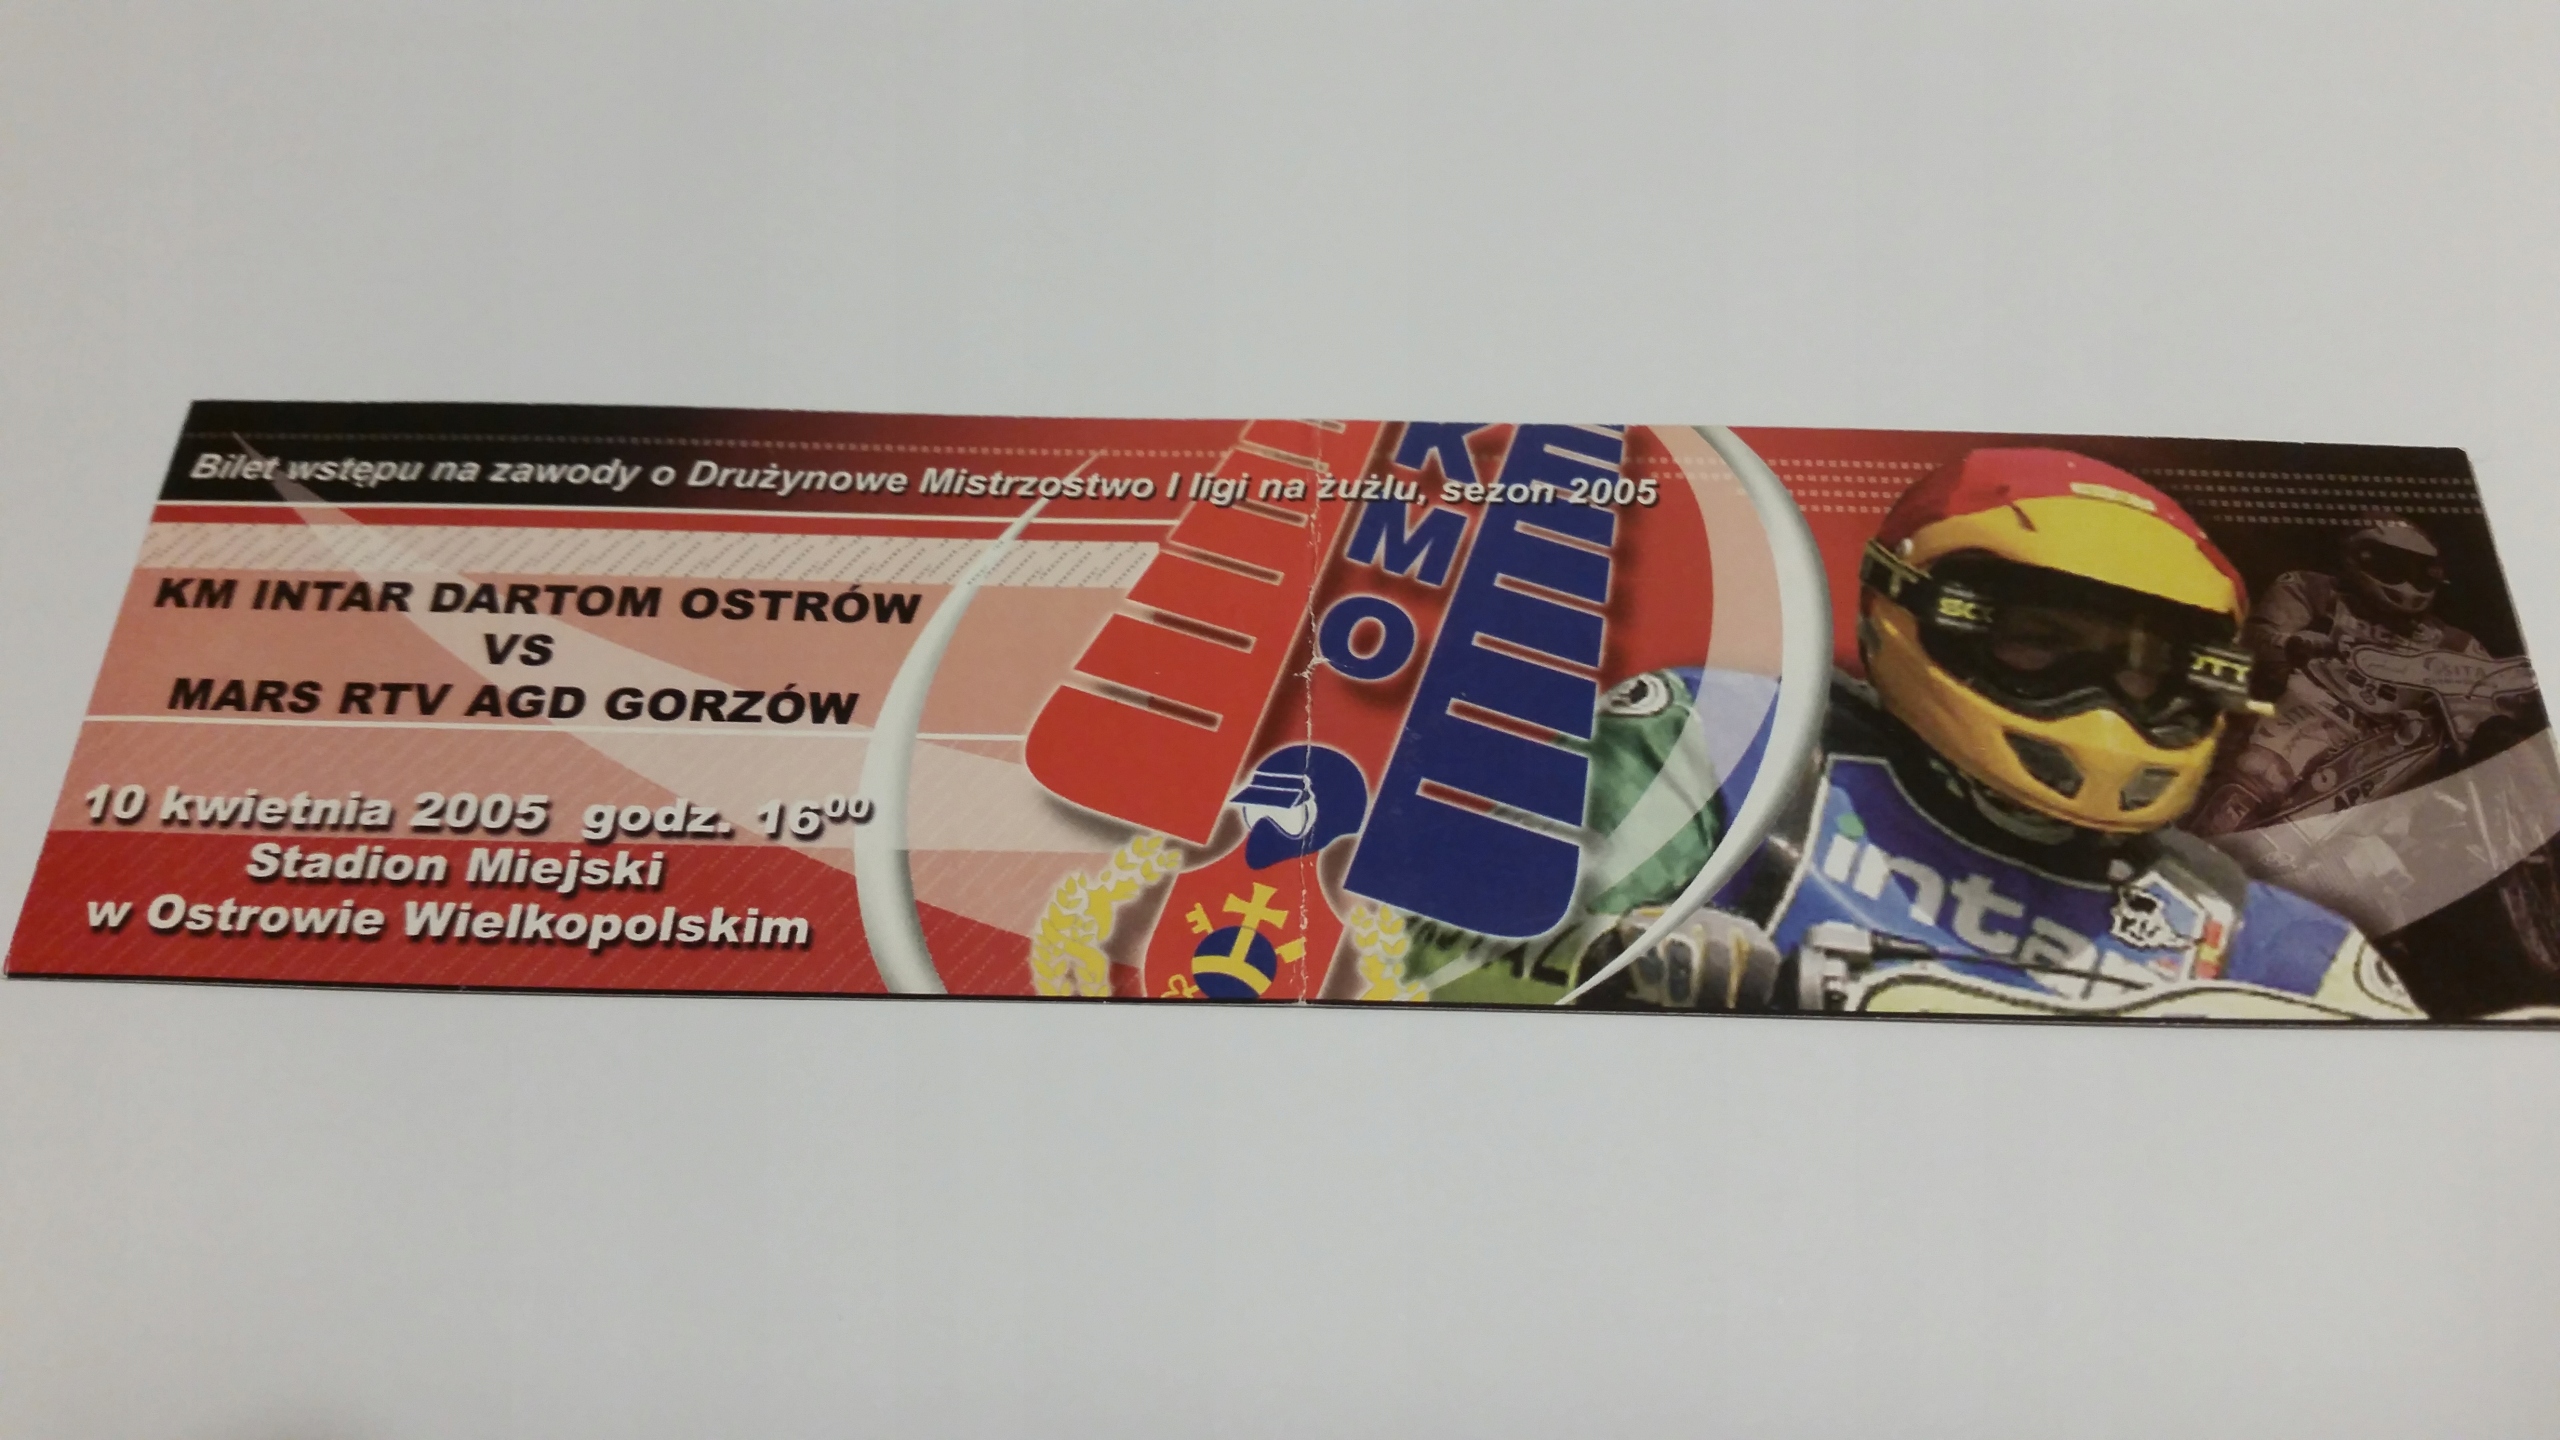 Bilet wstępu na zawody o Drużynowe Mistrzostwo I ligi na żużlu, sezon 2005
KM INTAR DARTOM OSTRÓW
VS
MARS RTV AGD GORZÓW
10 kwietnia 2005 godz. 16⁰⁰
Stadion Miejski
w Ostrowie Wielkopolskim
K
M
O
intar